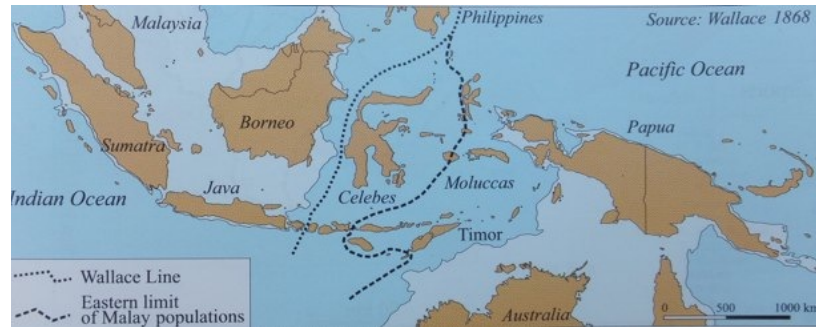 Malaysia
Philippines
Source: Wallace 1868
Pacific Ocean
Borneo
Sumatra
Papua
Java
Celebes
Moluccas
Indian Ocean
Timor
Wallace Line
Eastern limit
of Malay populations
Australia
0 500 1000 km